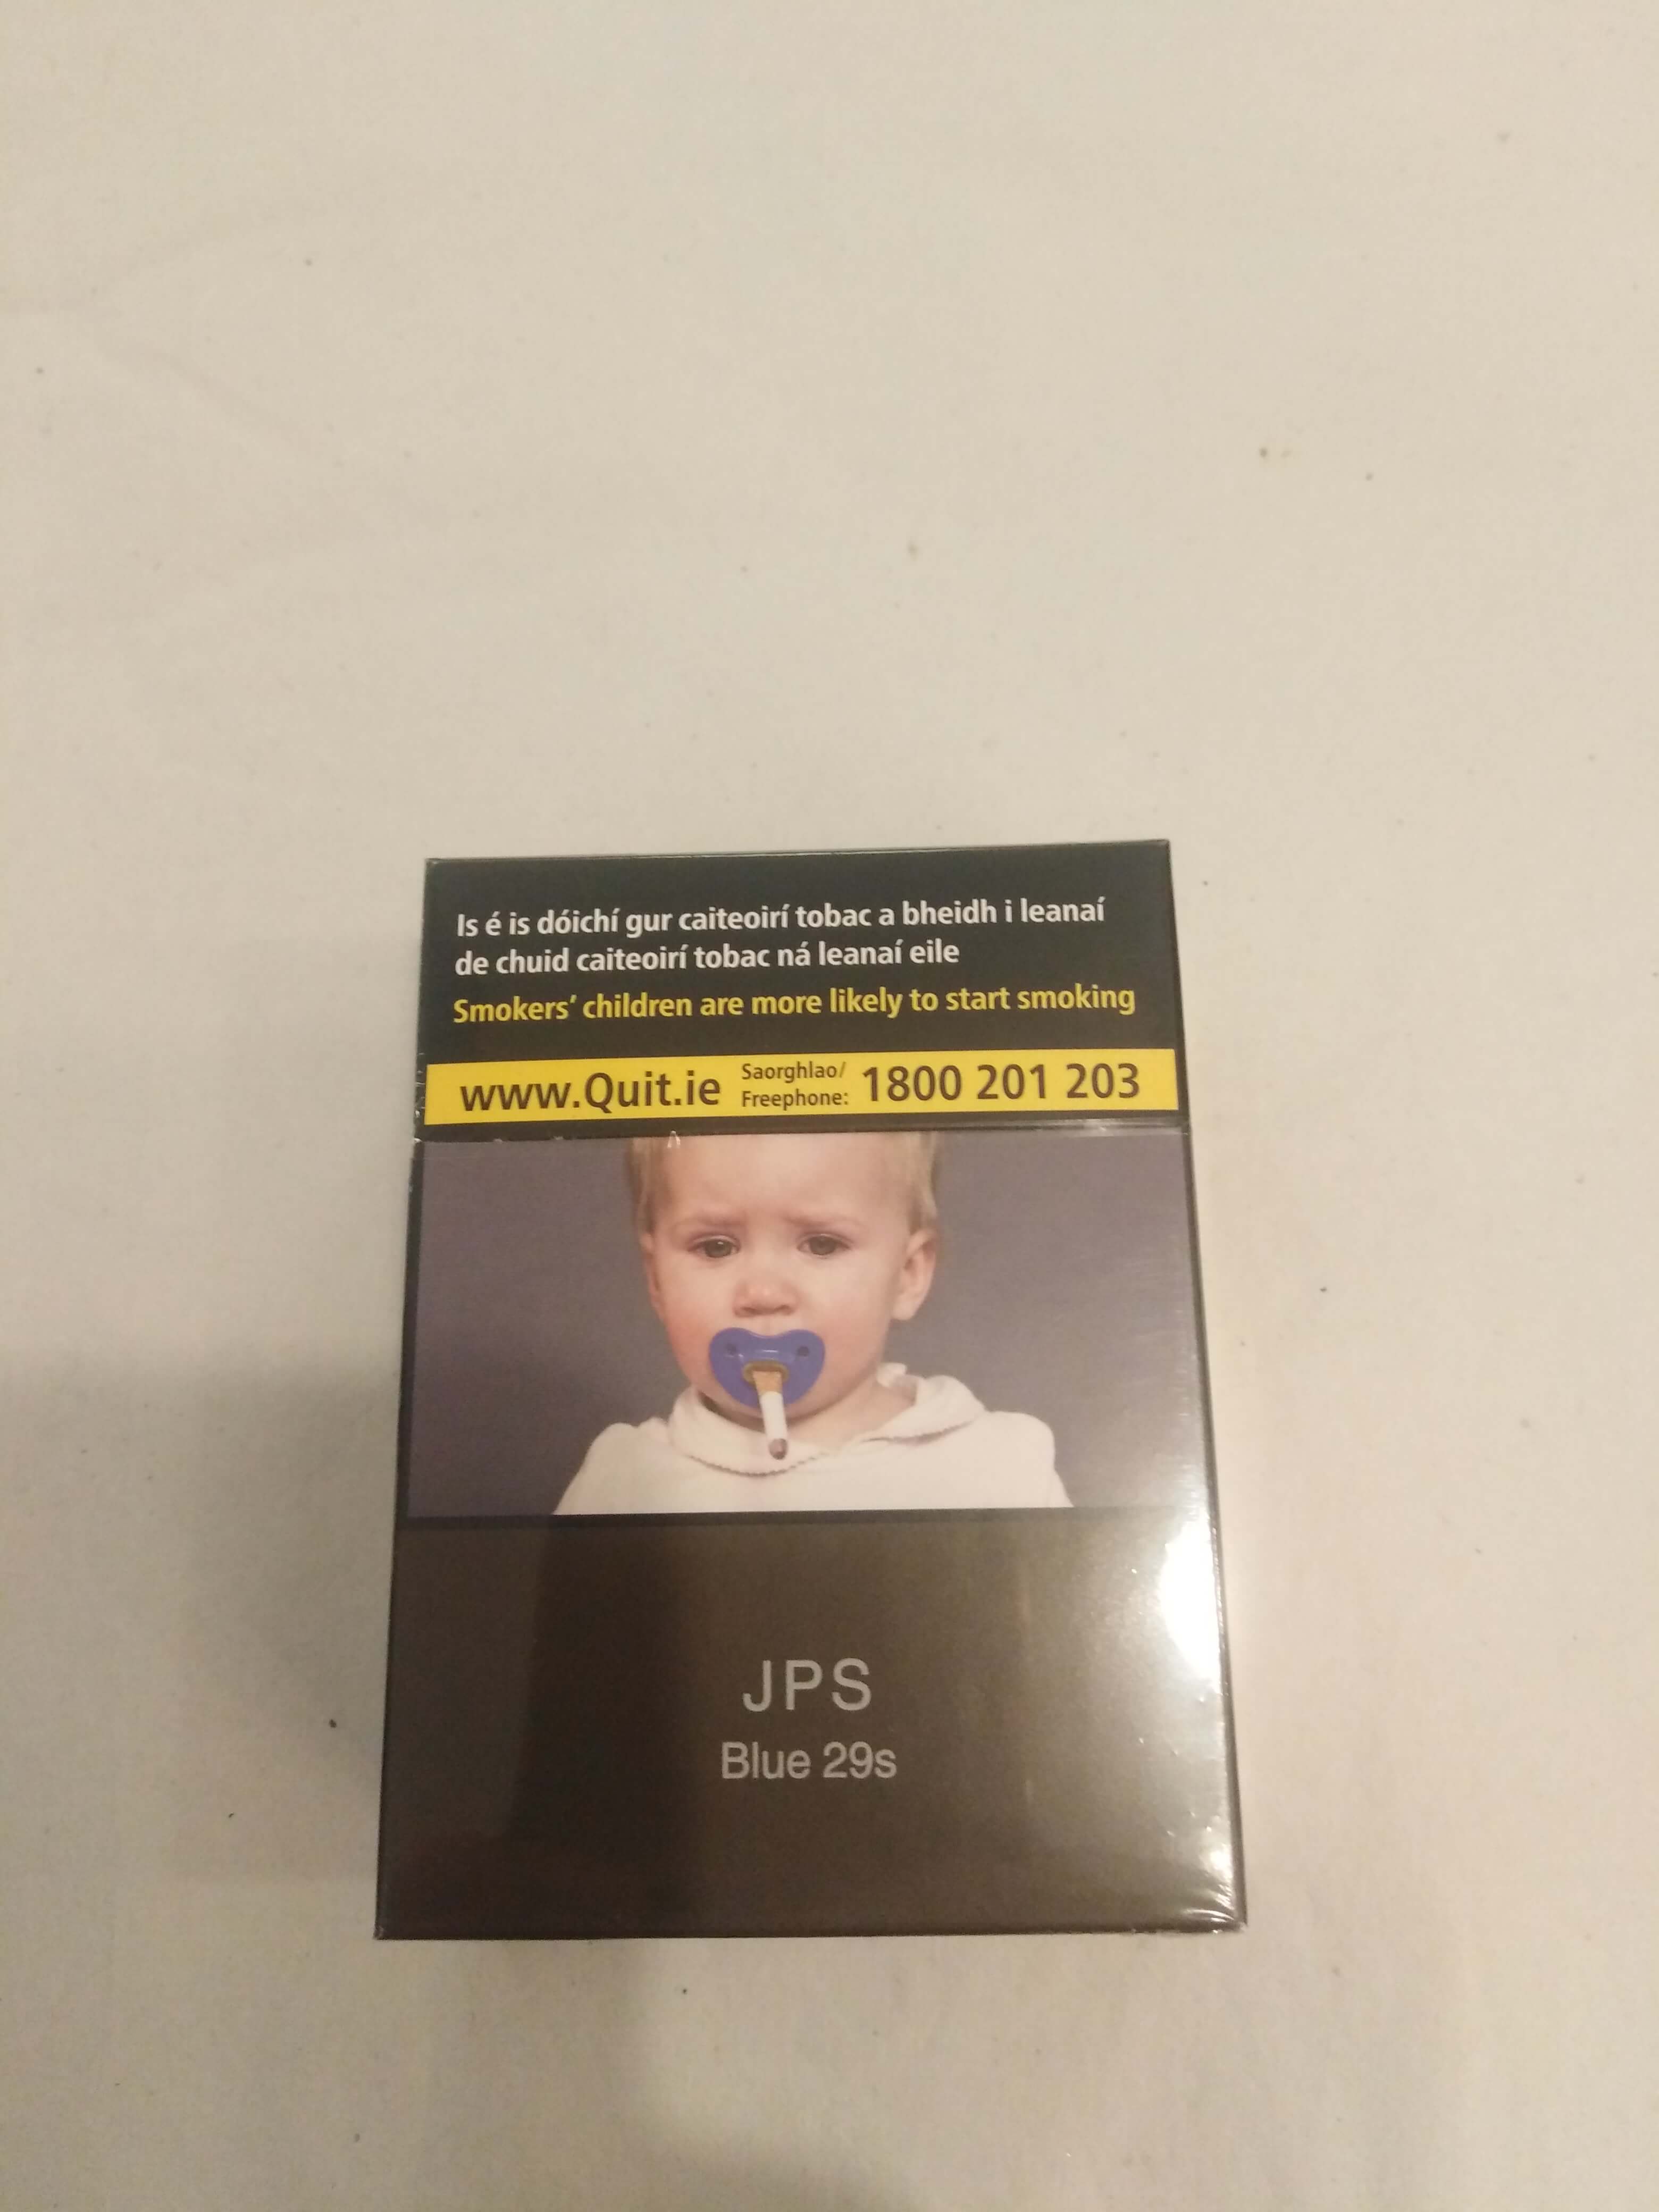 Is é is dóichí gur caiteoirí tobac a bheidh i leanaí
de chuid caiteoirí tobac ná leanaí eile
Smokers’ children are more likely to start smoking
www.Quit.ie Saorghlao/
Freephone: 1800 201 203
JPS
Blue 29s